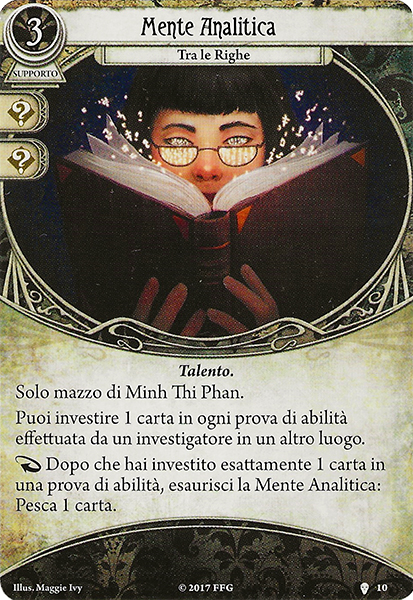 3
Mente Analitica
Tra le Righe
SUPPORTO
?
?
Talento.
Solo mazzo di Minh Thi Phan.
Puoi investire 1 carta in ogni prova di abilità
effettuata da un investigatore in un altro luogo.
Dopo che hai investito esattamente 1 carta in
una prova di abilità, esaurisci la Mente Analitica:
Pesca 1 carta.
Illus. Maggie Ivy
© 2017 FFG
10